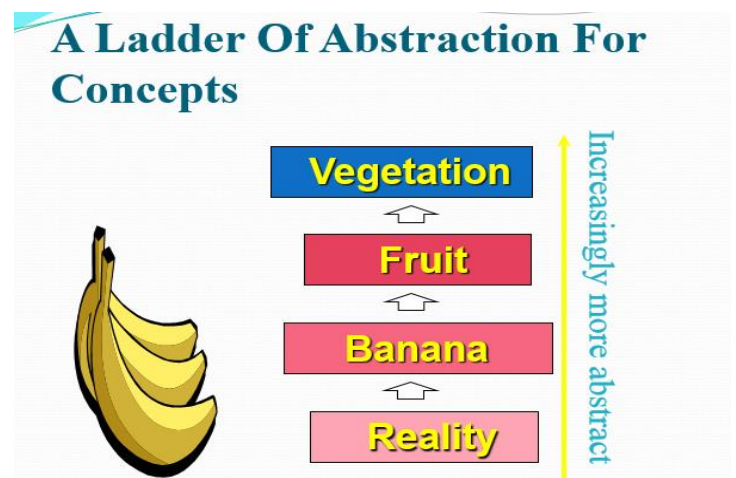 A Ladder Of Abstraction For
Concepts
Vegetation
Fruit
Banana
Reality
Increasingly more abstract